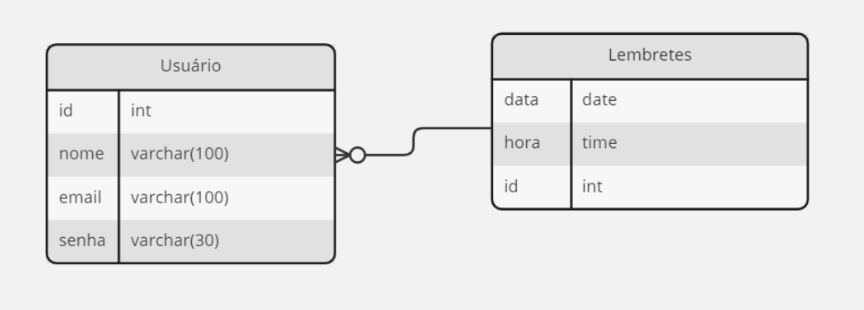 Usuário
id int
nome varchar(100)
email varchar(100)
senha varchar(30)
Lembretes
data date
hora time
id int